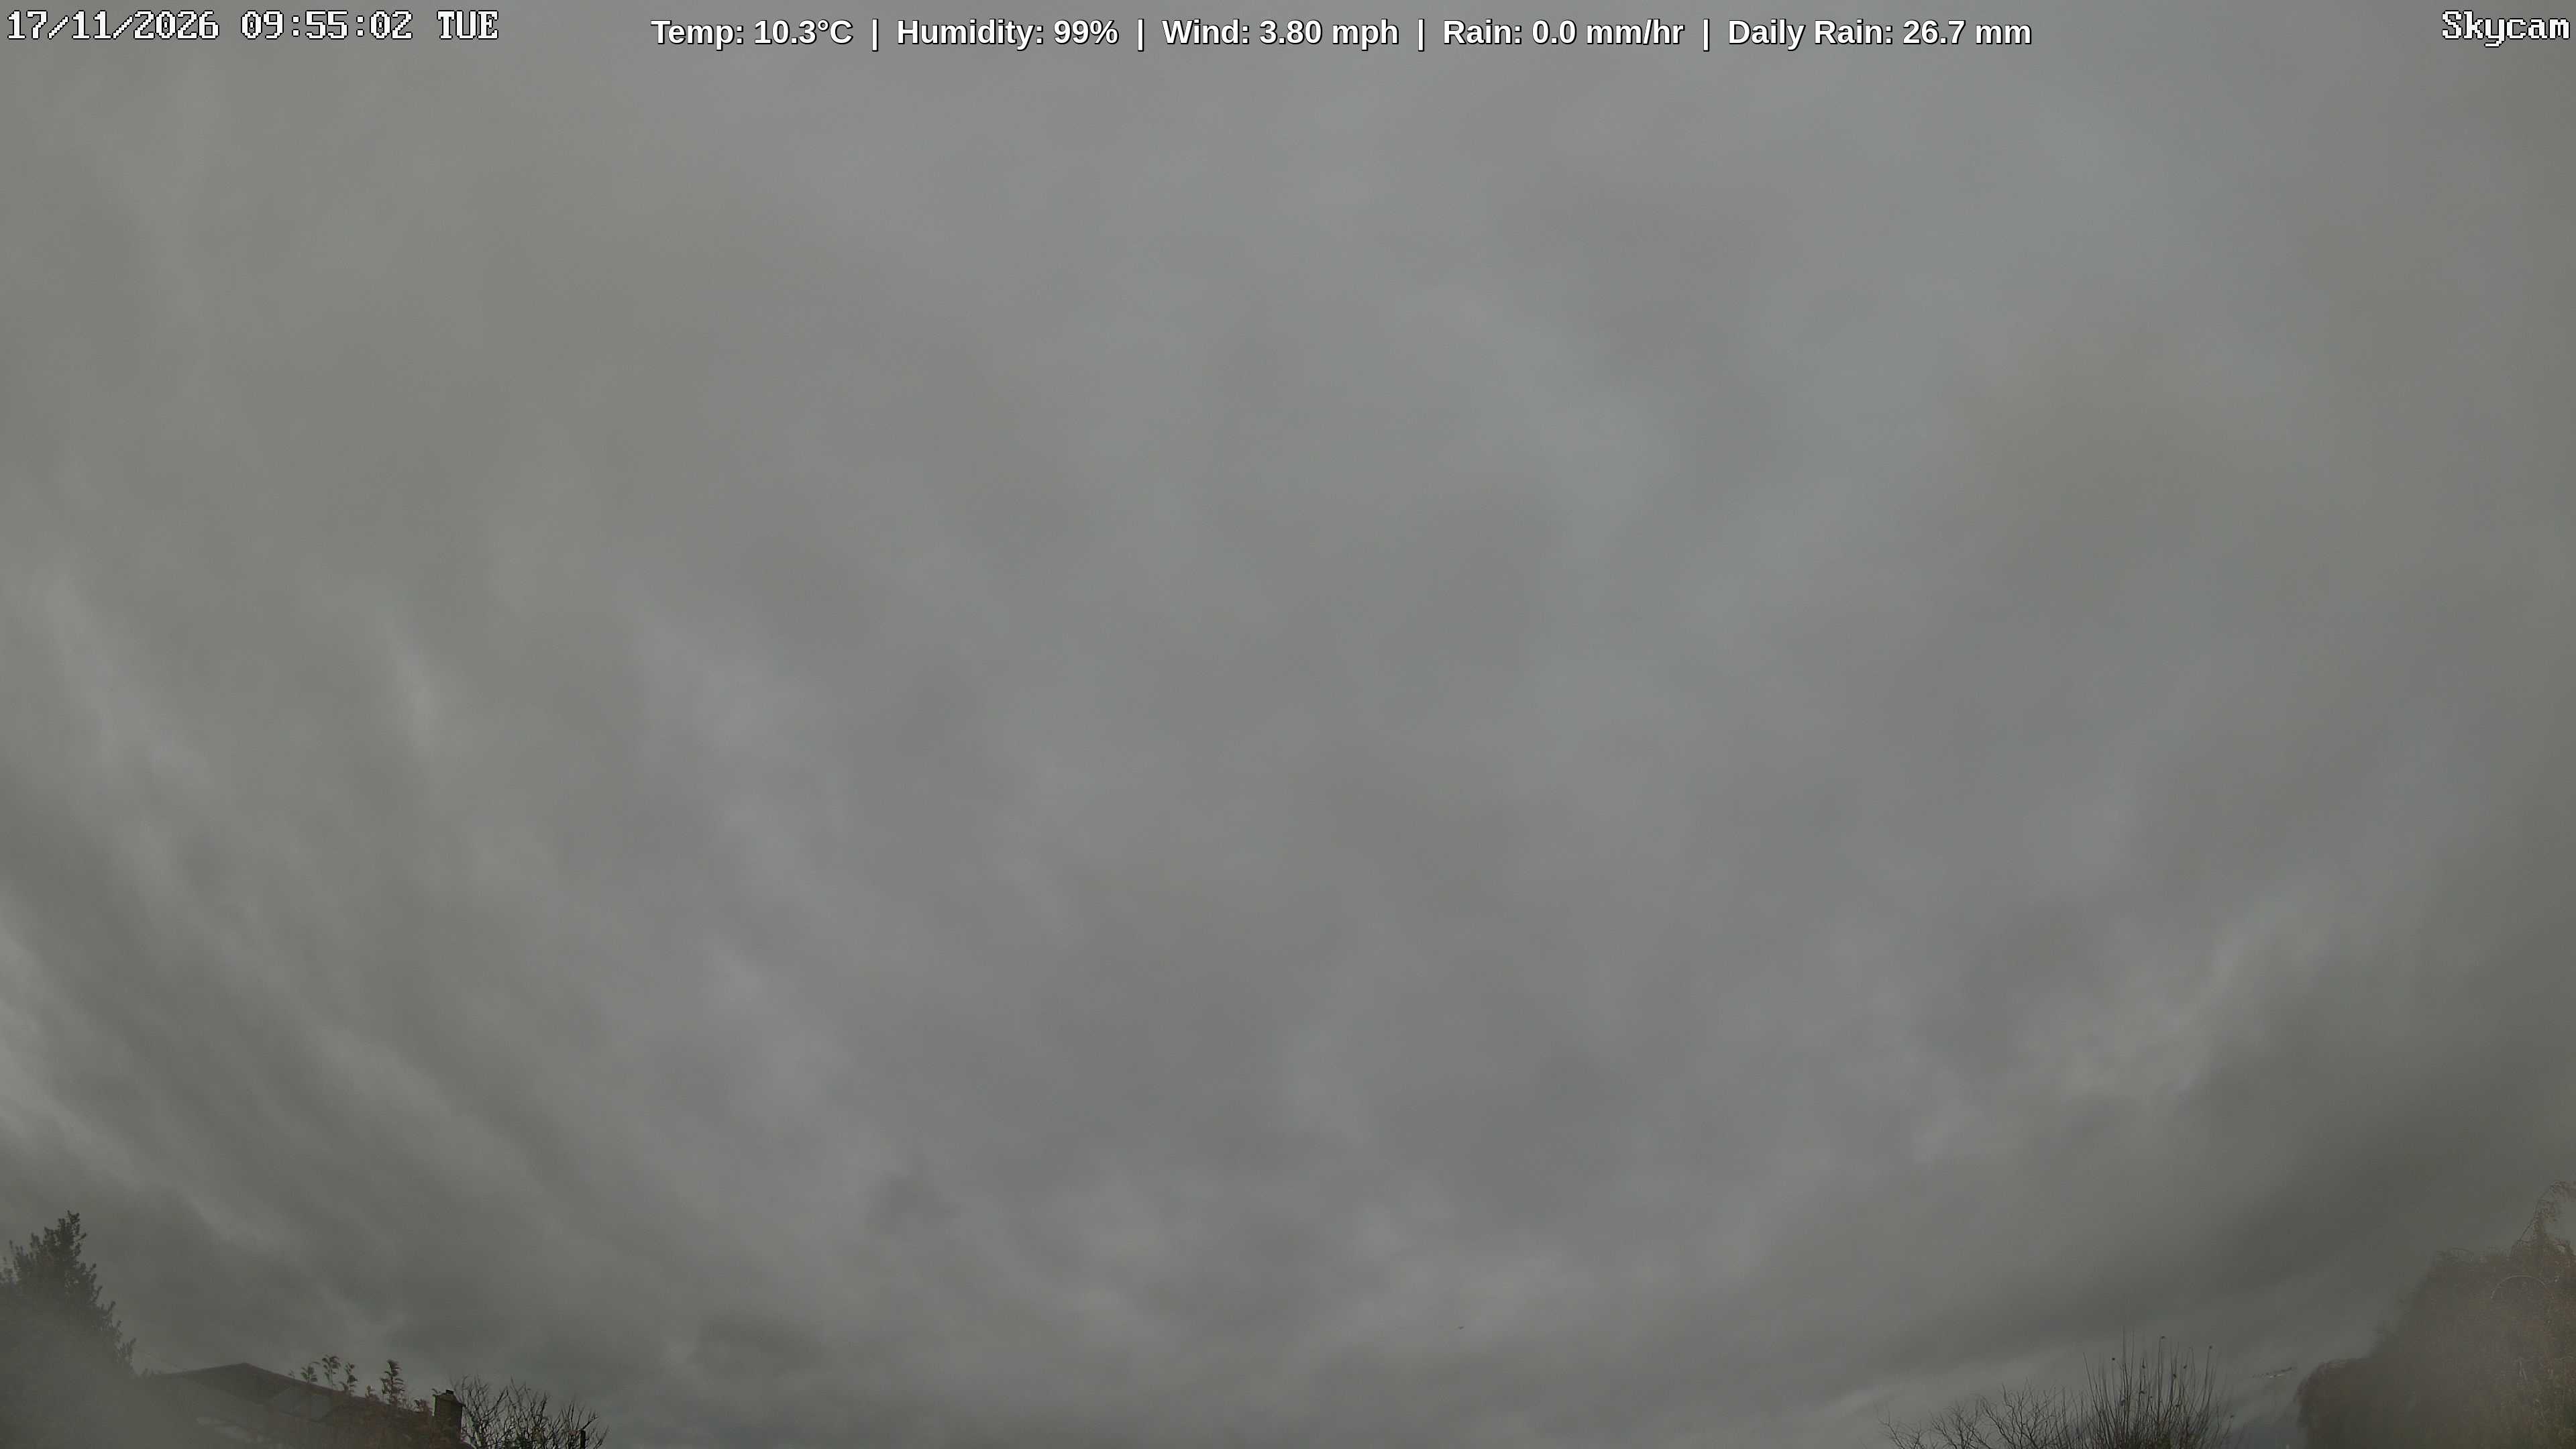 17/11/2026 09:55:02 TUE
Temp: 10.3°C | Humidity: 99% | Wind: 3.80 mph | Rain: 0.0 mm/hr | Daily Rain: 26.7 mm
Skycam